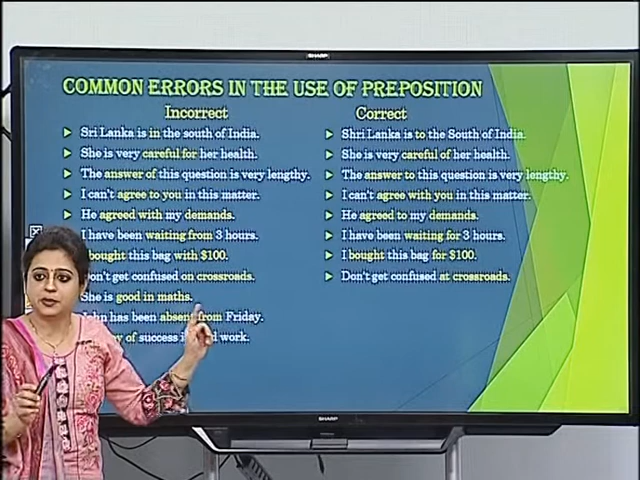 SHARP
COMMON ERRORS IN THE USE OF PREPOSITION
Incorrect
Sri Lanka is in the south of India.
She is very careful for her health.
The answer of this question is very lengthy.
I can't agree to you in this matter.
He agreed with my demands.
I have been waiting from 3 hours.
bought this bag with $100.
Don't get confused on crossroads.
She is good in maths.
John has been absent from Friday.
of success is work.
Correct
Shri Lanka is to the South of India.
She is very careful of her health.
The answer to this question is very lengthy.
I can't agree with you in this matter.
He agreed to my demands.
I have been waiting for 3 hours.
I bought this bag for $100.
Don't get confused at crossroads.
SHARP